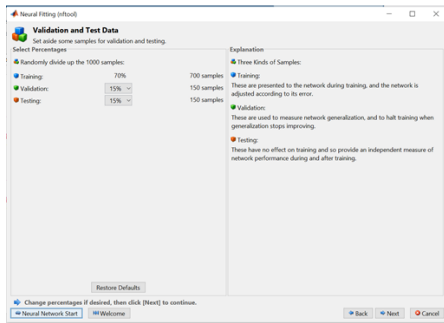 Neural Fitting (nftool)
Validation and Test Data
Set aside some samples for validation and testing.
Select Percentages
Randomly divide up the 1000 samples:
Training: 70% 700 samples
Validation: 15% 150 samples
Testing: 15% 150 samples
Restore Defaults
Explanation
Three Kinds of Samples:
Training:
These are presented to the network during training, and the network is
adjusted according to its error.
Validation:
These are used to measure network generalization, and to halt training when
generalization stops improving.
Testing:
These have no effect on training and so provide an independent measure of
network performance during and after training.
Change percentages if desired, then click [Next] to continue.
Neural Network Start Welcome Back Next Cancel